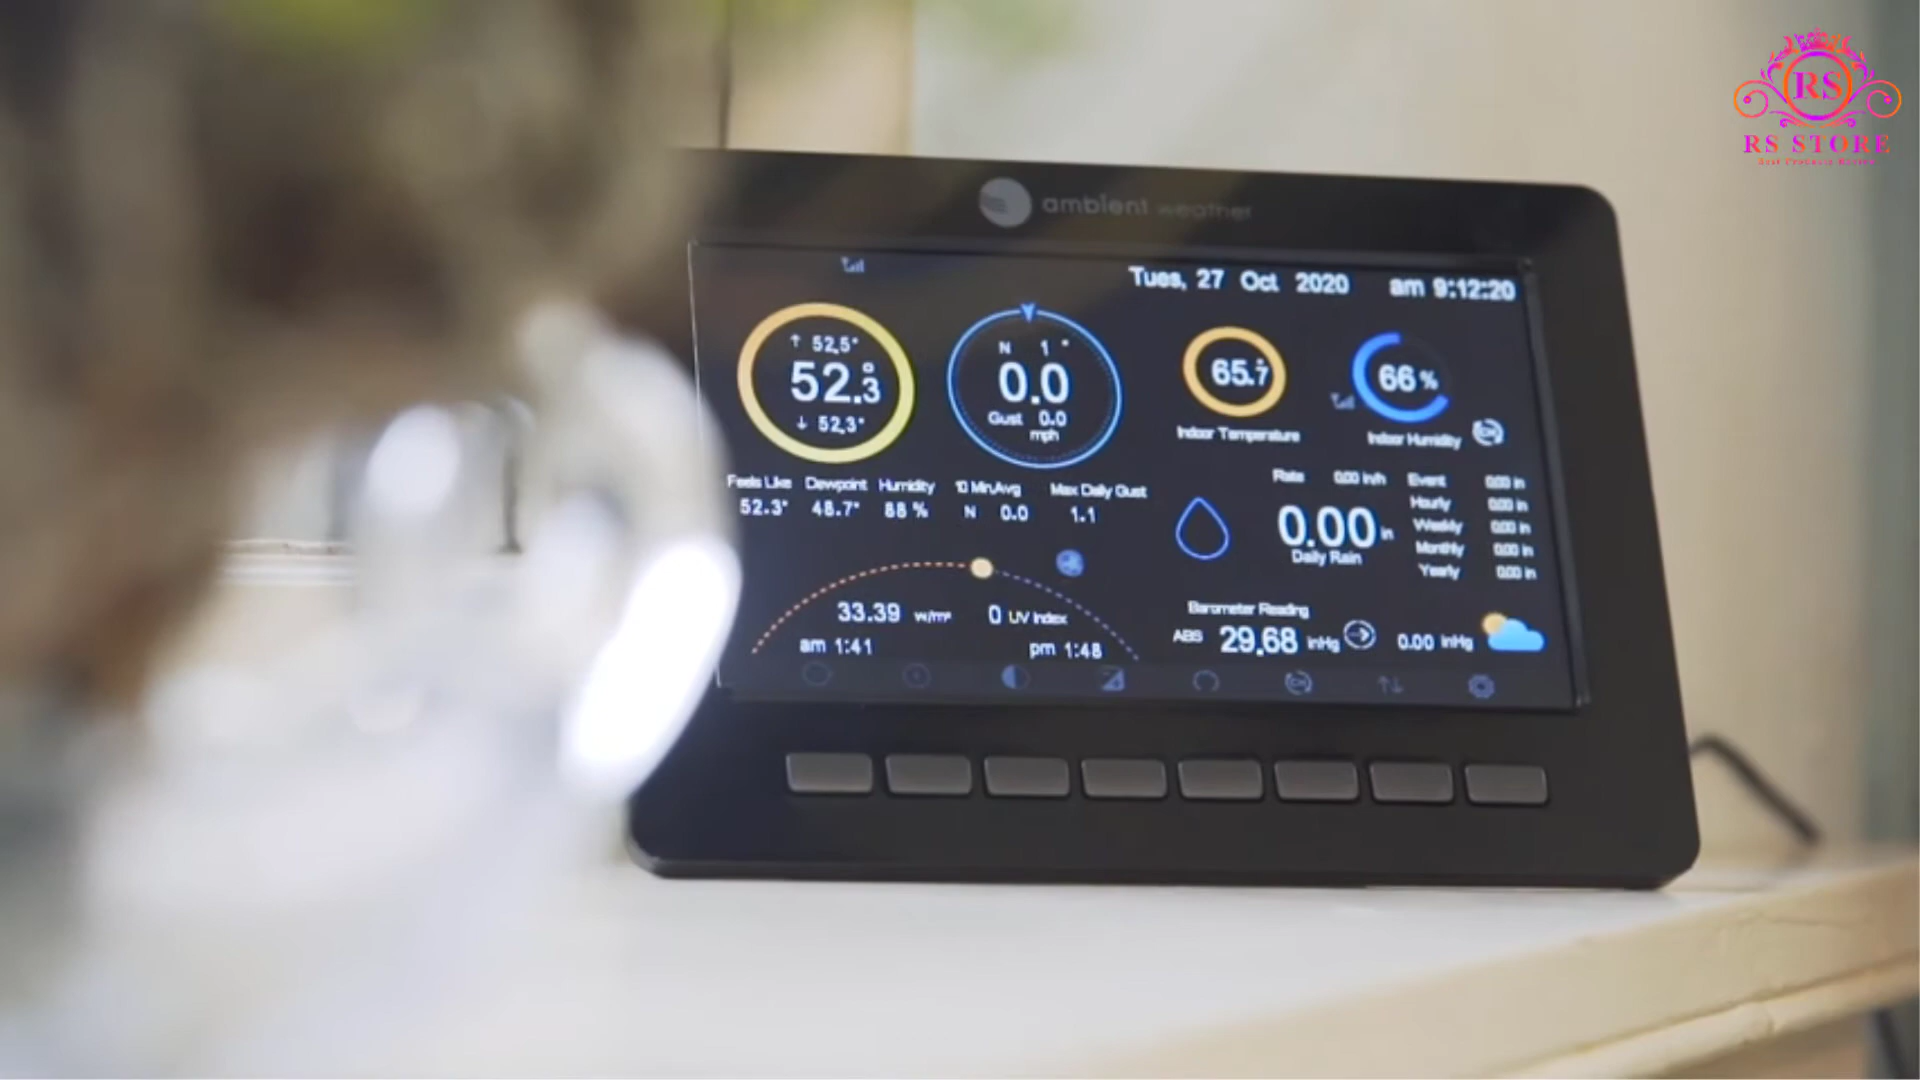 RS
RS STORE
ambient weather
Tues, 27 Oct 2020 am 9:12:20
↑ 52.5°
52.3°
↓ 52.3°
N 1 °
0.0
Gust 0.0
mph
65.7°
Indoor Temperature
66 %
Indoor Humidity
Feels Like Dewpoint Humidity
52.3° 48.7° 88 %
10 Min.Avg Max Daily Gust
N 0.0 1.1
Rate 0.00 in/h
0.00 in
Daily Rain
Event 0.00 in
Hourly 0.00 in
Weekly 0.00 in
Monthly 0.00 in
Yearly 0.00 in
33.39 w/m² 0 UV Index
am 1:41 pm 1:48
Barometer Reading
ABS 29.68 inHg 0.00 inHg